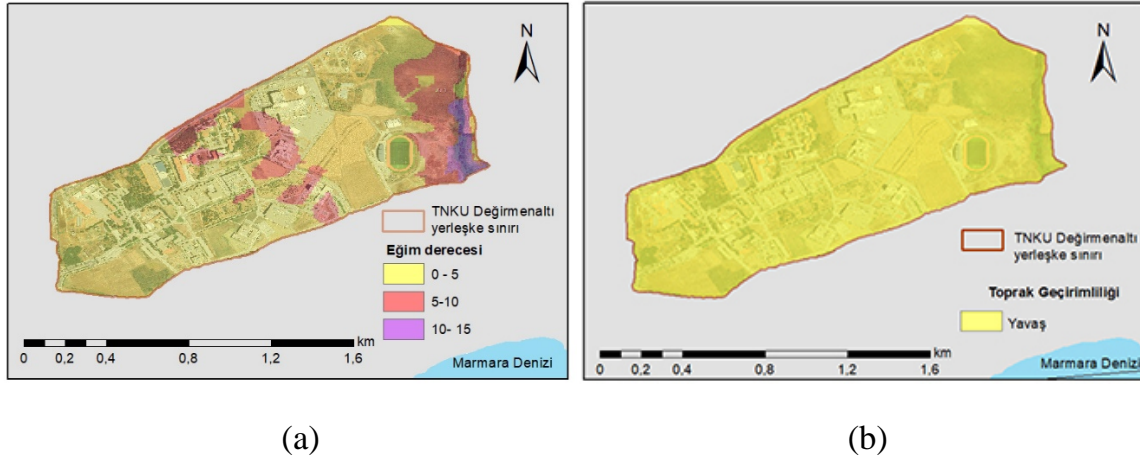 N
TNKU Değirmenaltı
yerleşke sınırı
Eğim derecesi
0 - 5
5-10
10- 15
km
0 0,2 0,4 0,8 1,2 1,6
Marmara Denizi
(a)
N
TNKU Değirmenaltı
yerleşke sınırı
Toprak Geçirimliliği
Yavaş
km
0 0,2 0,4 0,8 1,2 1,6
Marmara Denizi
(b)